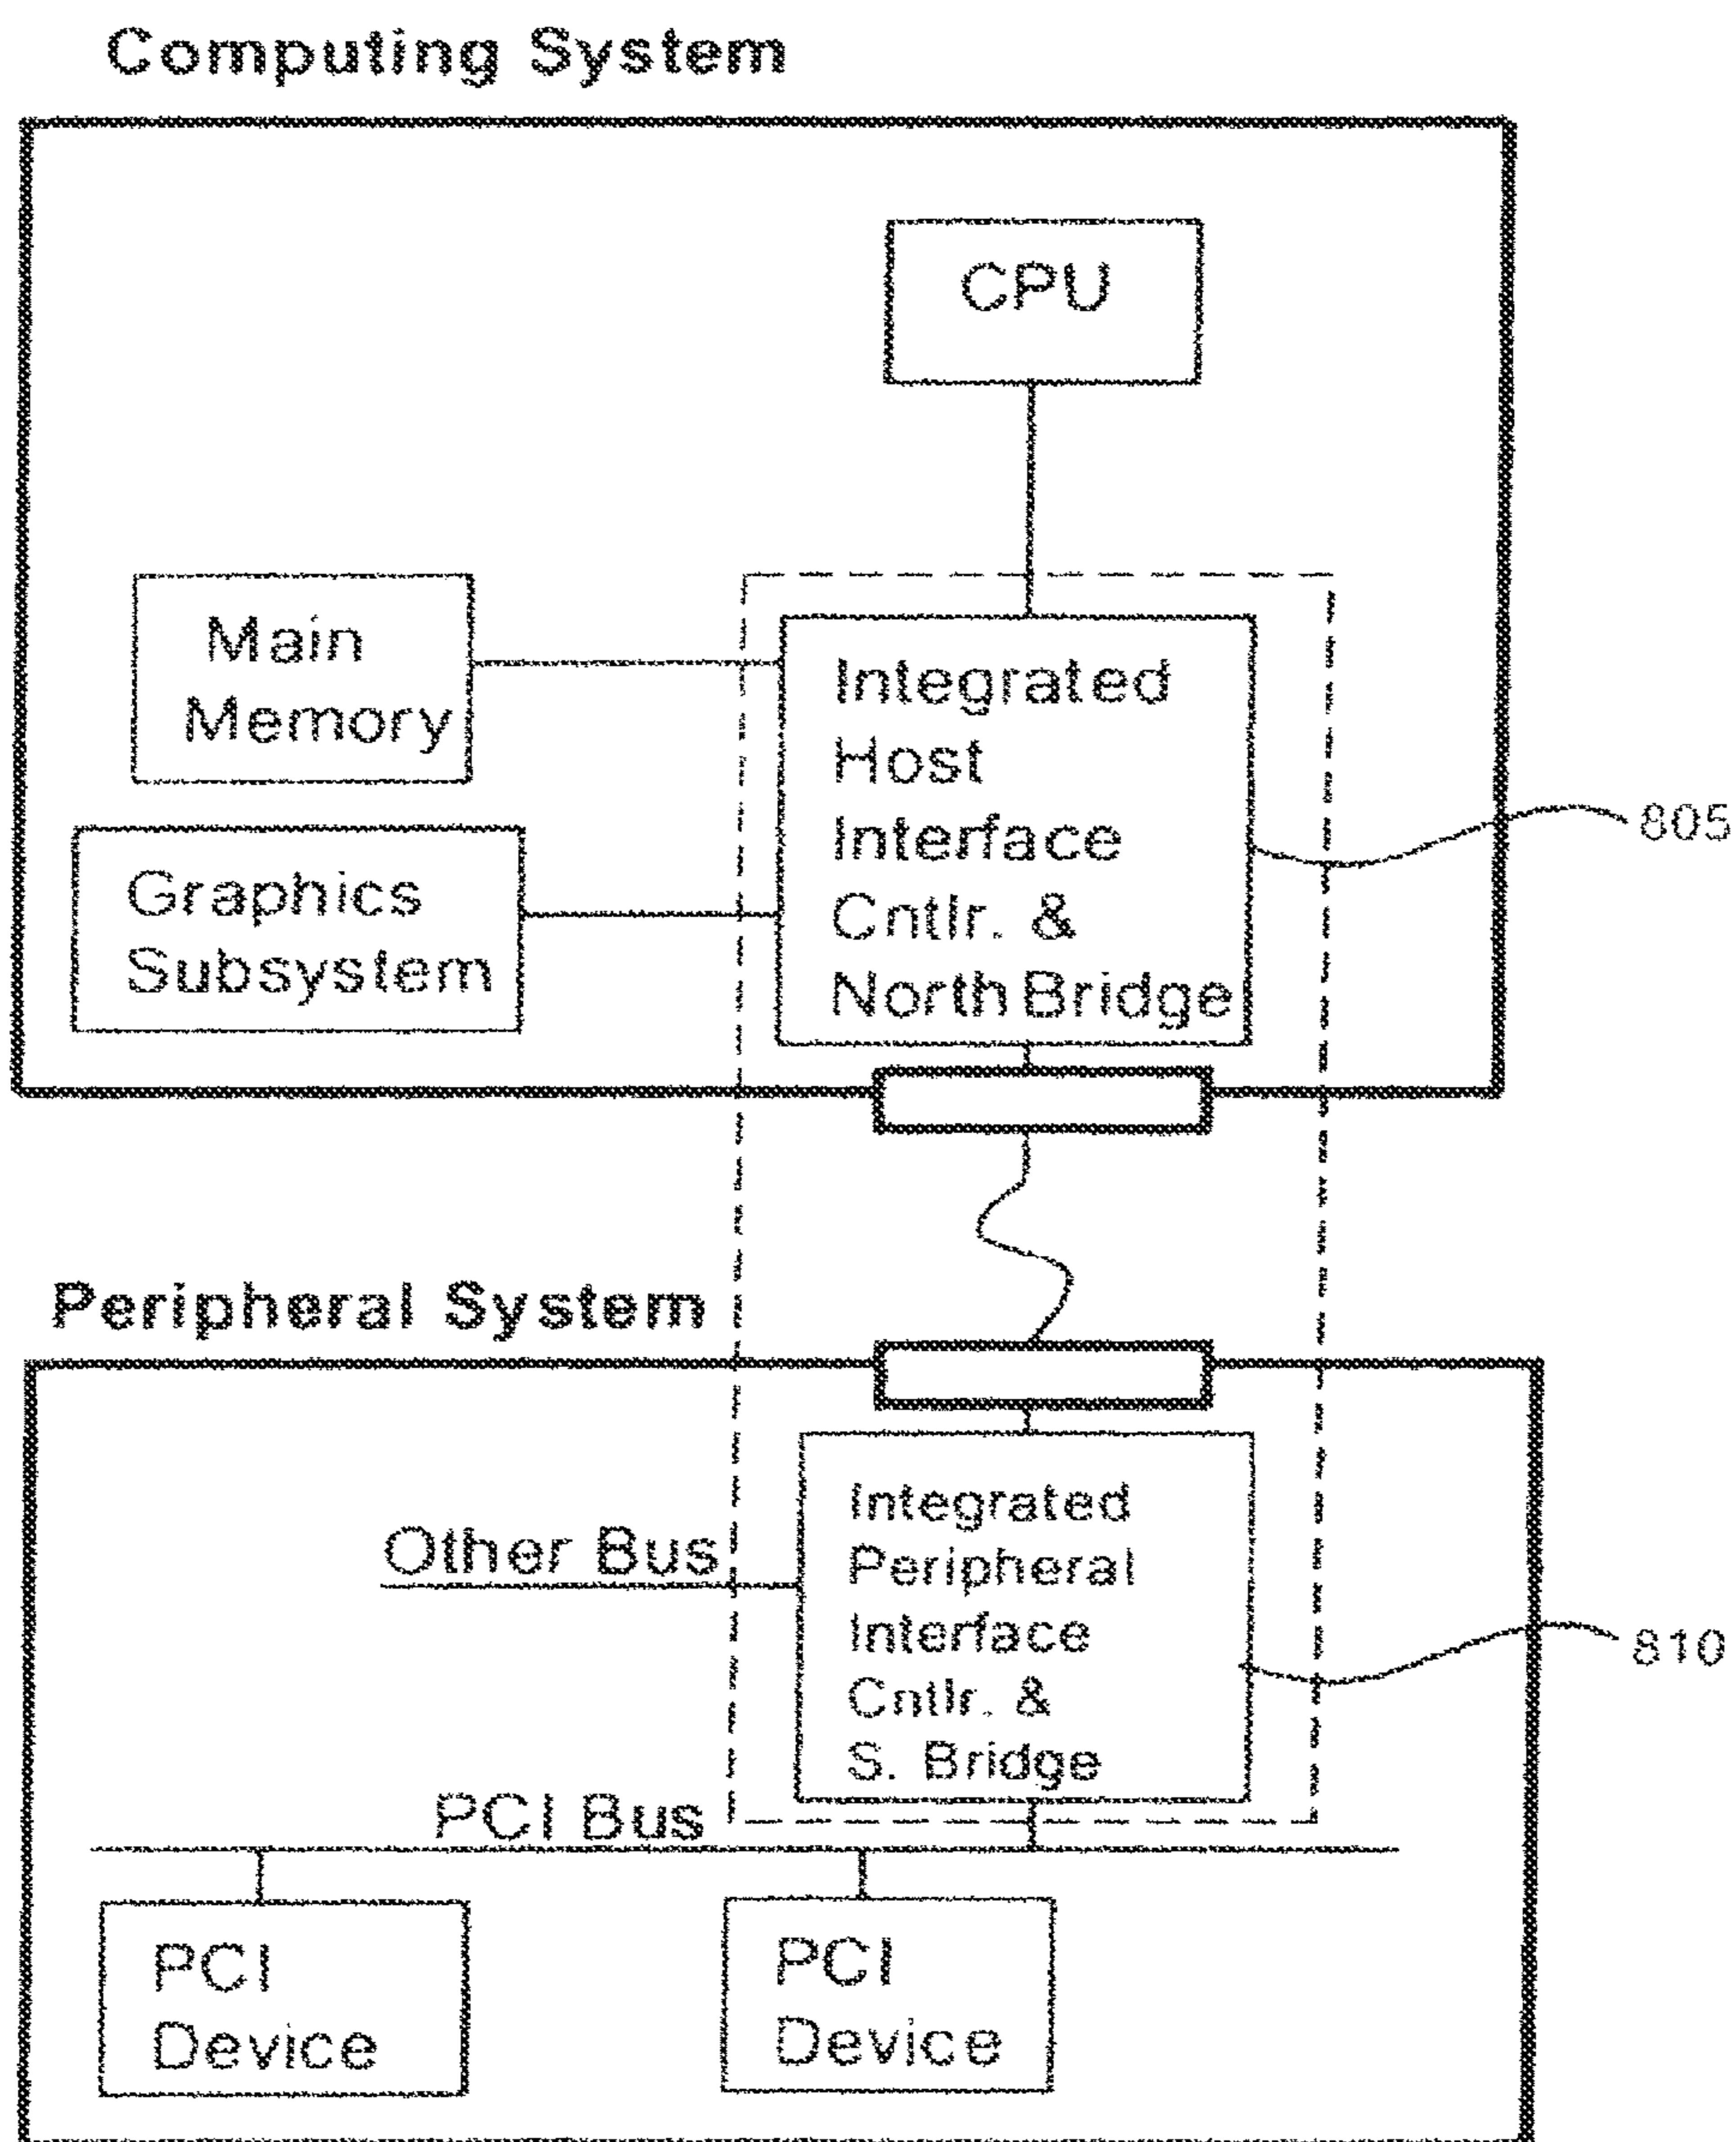 Computing System
CPU
Main
Memory
Graphics
Subsystem
Integrated
Host
Interface
Cntlr. &
North Bridge
805
Peripheral System
Other Bus
Integrated
Peripheral
Interface
Cntlr. &
S. Bridge
810
PCI Bus
PCI
Device
PCI
Device